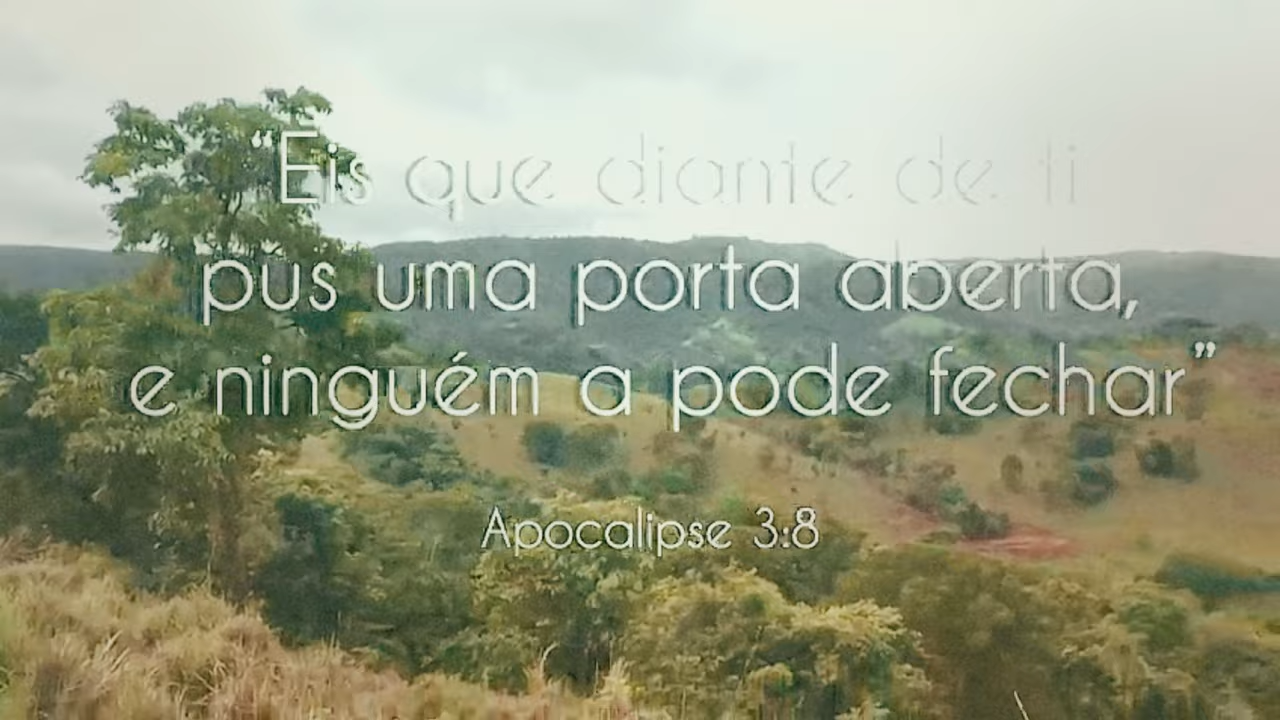 “Eis que diante de ti
pus uma porta aberta,
e ninguém a pode fechar”
Apocalipse 3:8